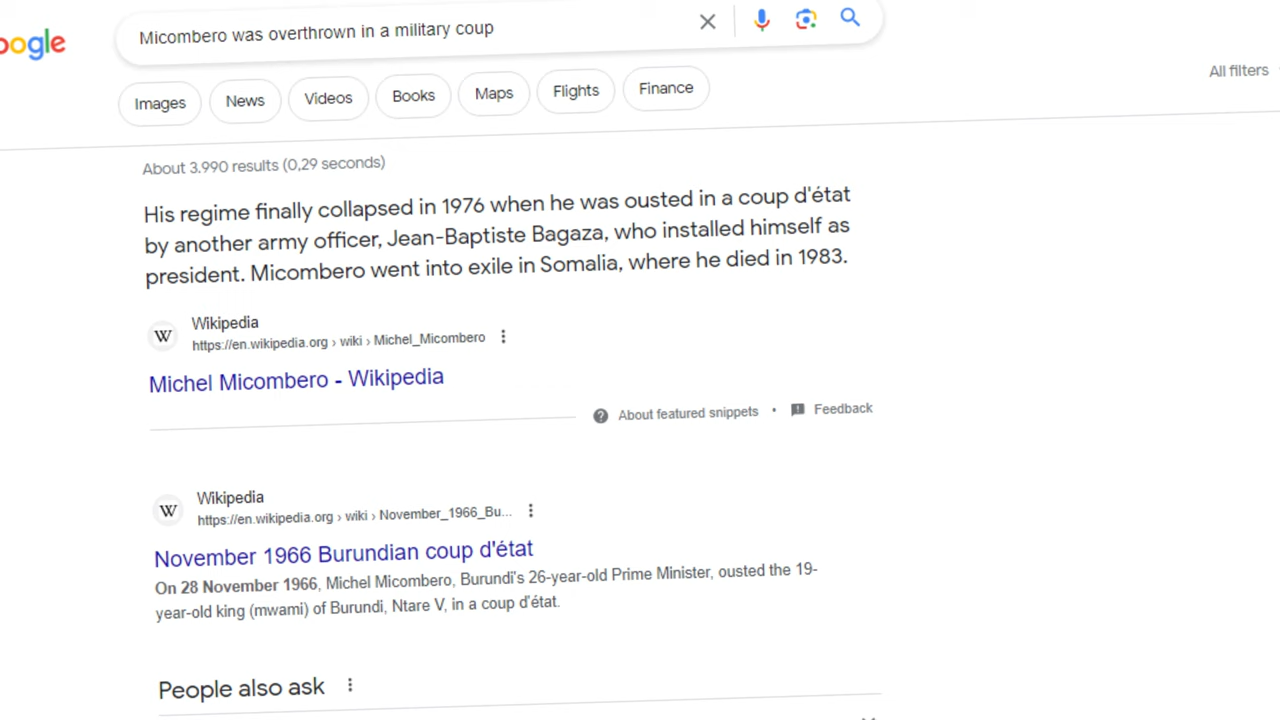 oogle
Micombero was overthrown in a military coup
Images News Videos Books Maps Flights Finance
All filters
About 3.990 results (0,29 seconds)
His regime finally collapsed in 1976 when he was ousted in a coup d'état
by another army officer, Jean-Baptiste Bagaza, who installed himself as
president. Micombero went into exile in Somalia, where he died in 1983.
W Wikipedia
https://en.wikipedia.org › wiki › Michel_Micombero
Michel Micombero - Wikipedia
About featured snippets • Feedback
W Wikipedia
https://en.wikipedia.org › wiki › November_1966_Bu...
November 1966 Burundian coup d'état
On 28 November 1966, Michel Micombero, Burundi's 26-year-old Prime Minister, ousted the 19-
year-old king (mwami) of Burundi, Ntare V, in a coup d'état.
People also ask